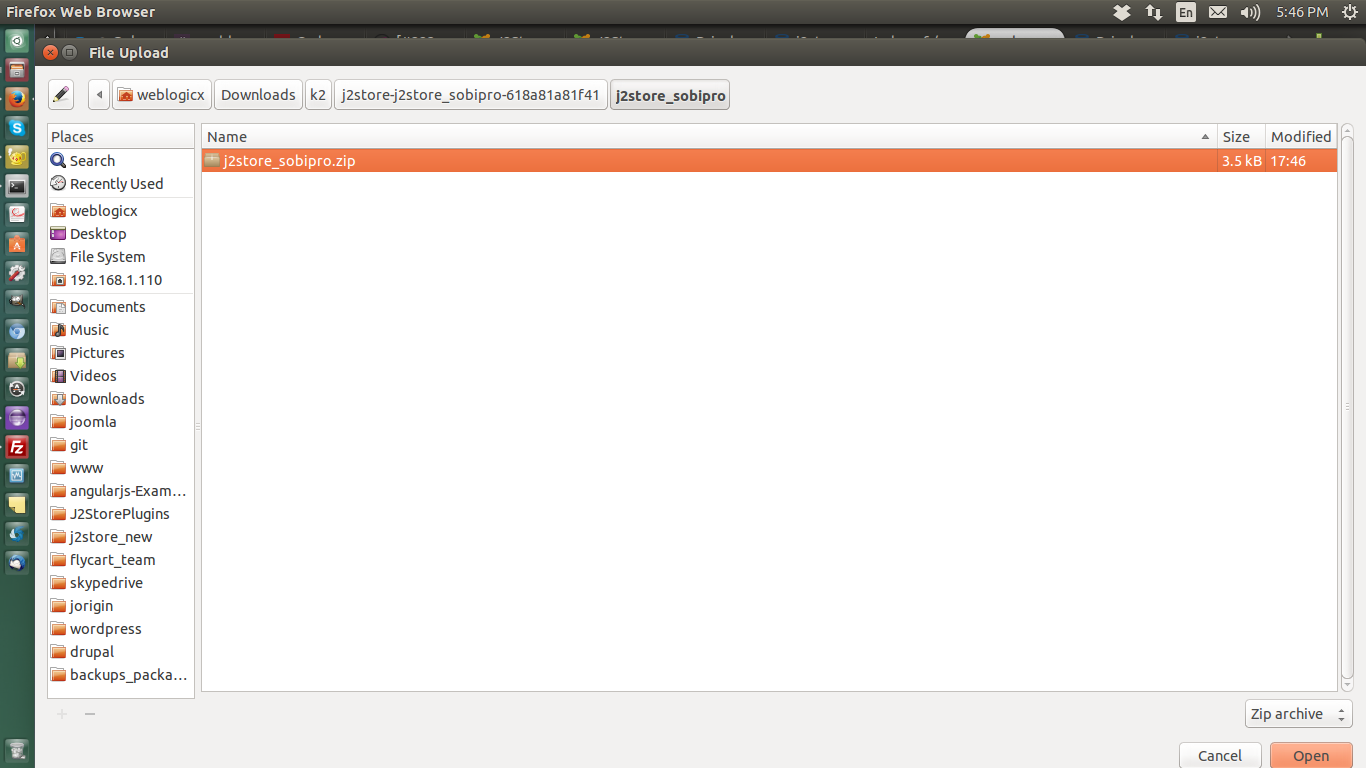 Firefox Web Browser
En
5:46 PM
File Upload
weblogicx
Downloads
k2
j2store-j2store_sobipro-618a81a81f41
j2store_sobipro
Places
Name
Size
Modified
Search
j2store_sobipro.zip
3.5 kB
17:46
Recently Used
weblogicx
Desktop
File System
192.168.1.110
Documents
Music
Pictures
Videos
Downloads
joomla
git
www
angularjs-Exam…
J2StorePlugins
j2store_new
flycart_team
skypedrive
jorigin
wordpress
drupal
backups_packa…
Zip archive
Cancel
Open